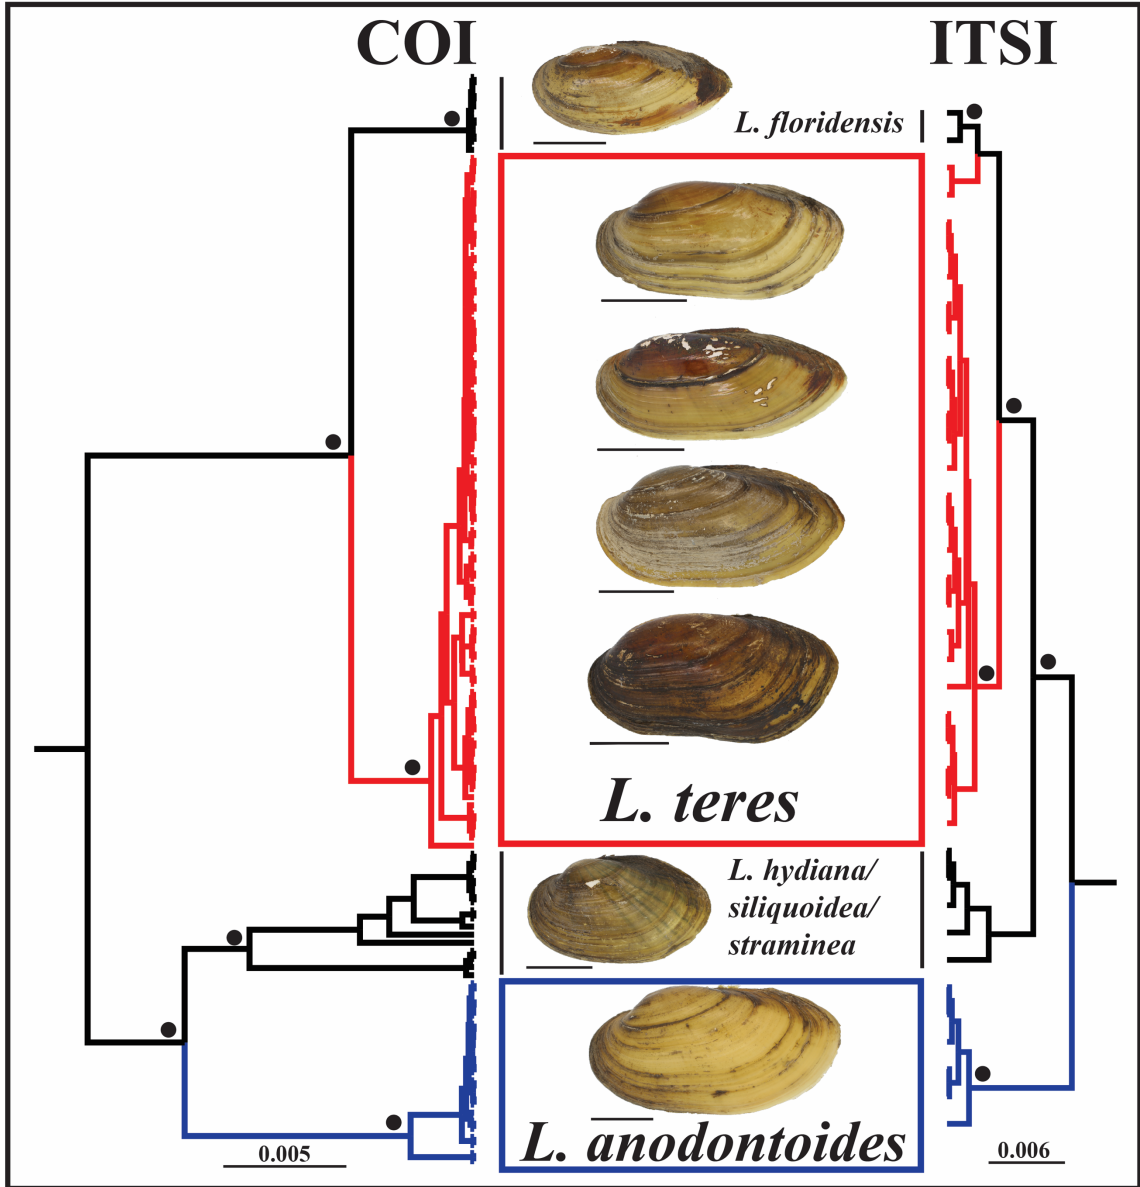 COI
ITSI
L. floridensis
L. teres
L. hydiana/
siliquoidea/
straminea
L. anodontoides
0.005
0.006